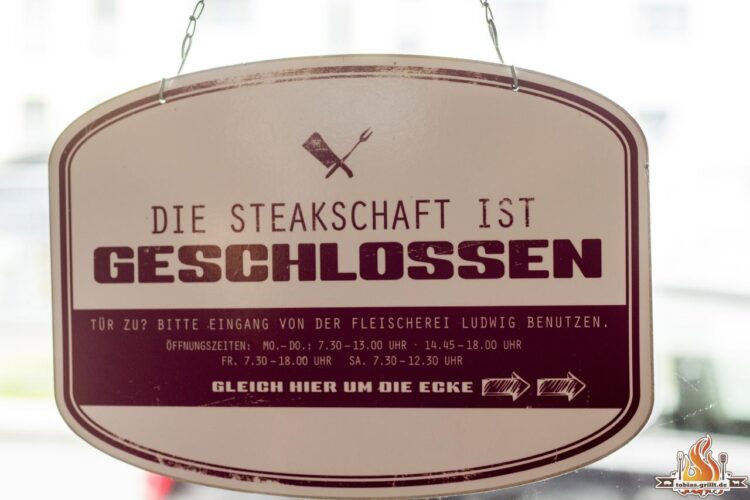 DIE STEAKSCHAFT IST
GESCHLOSSEN
TÜR ZU? BITTE EINGANG VON DER FLEISCHEREI LUDWIG BENUTZEN.
ÖFFNUNGSZEITEN: MO.–DO.: 7.30–13.00 UHR · 14.45–18.00 UHR
FR. 7.30–18.00 UHR SA. 7.30–12.30 UHR
GLEICH HIER UM DIE ECKE
tobias-grillt.de